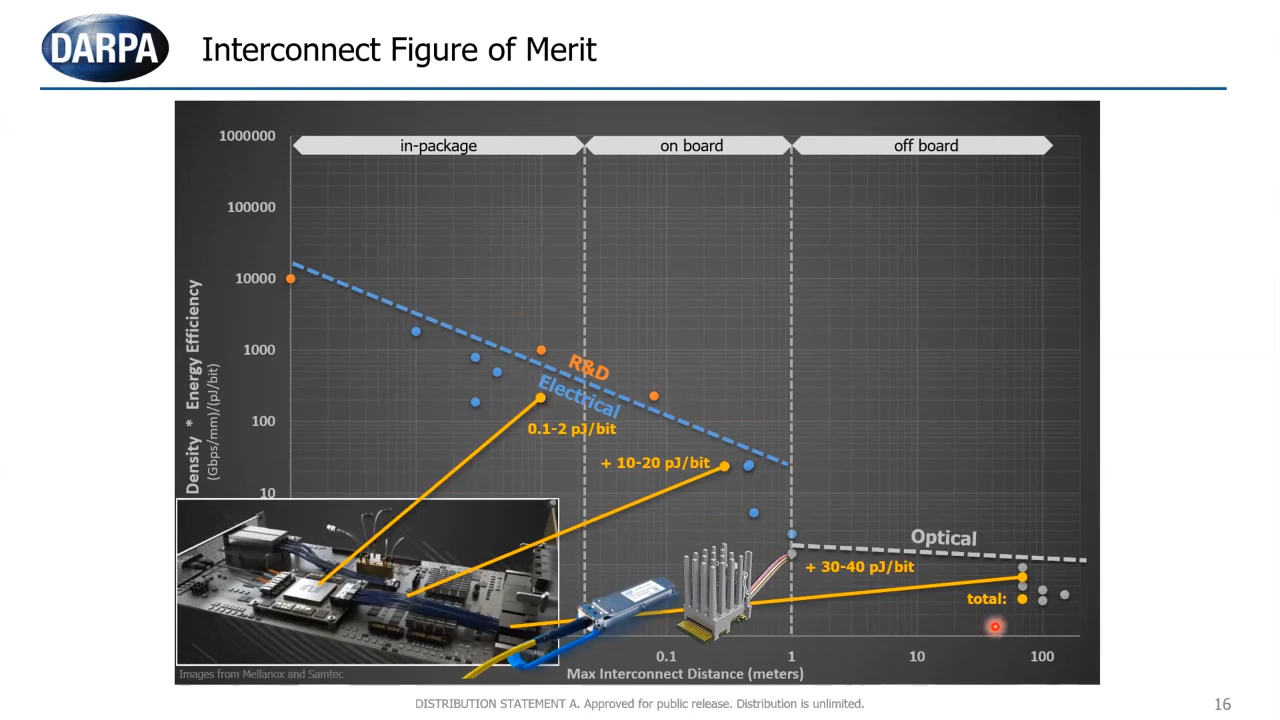 DARPA
Interconnect Figure of Merit
1000000
100000
10000
1000
100
10
in-package
on board
off board
Density * Energy Efficiency
(Gbps/mm)/(pJ/bit)
R&D
Electrical
0.1-2 pJ/bit
+ 10-20 pJ/bit
Optical
+ 30-40 pJ/bit
total:
0.1
1
10
100
Max Interconnect Distance (meters)
Images from Mellanox and Samtec
DISTRIBUTION STATEMENT A. Approved for public release. Distribution is unlimited.
16